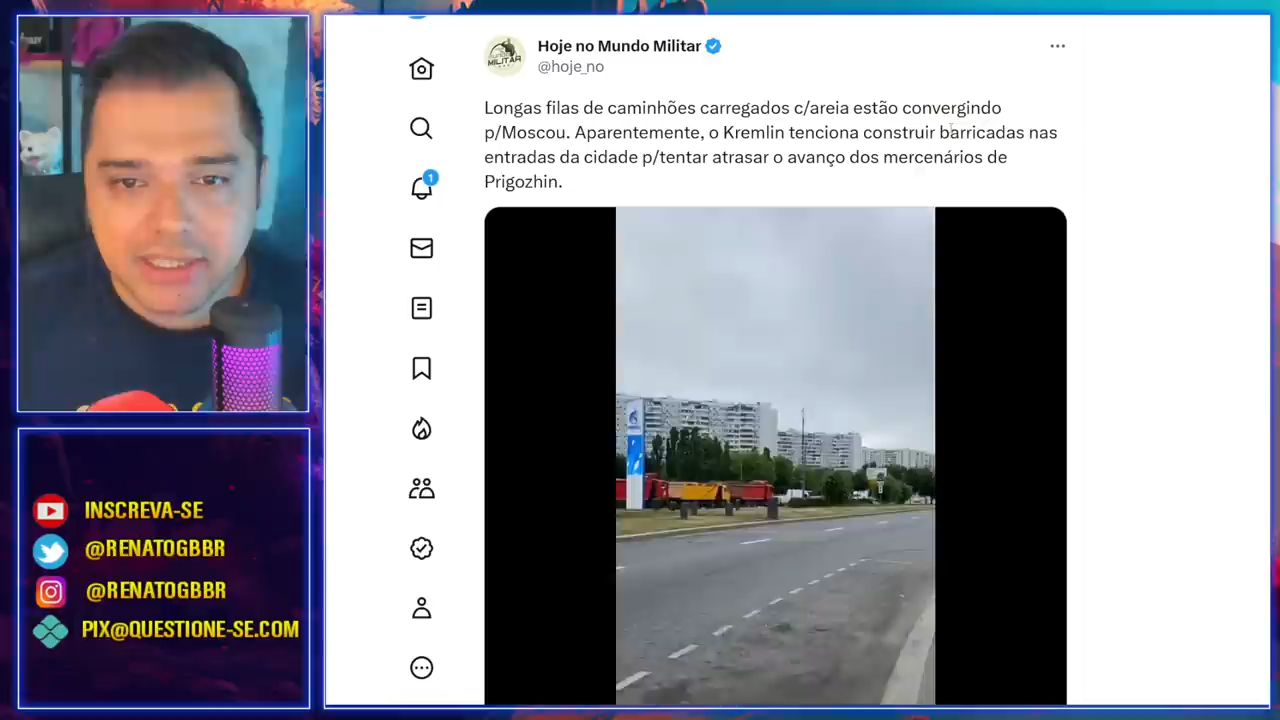 Hoje no Mundo Militar
@hoje_no
Longas filas de caminhões carregados c/areia estão convergindo
p/Moscou. Aparentemente, o Kremlin tenciona construir barricadas nas
entradas da cidade p/tentar atrasar o avanço dos mercenários de
Prigozhin.
1
INSCREVA-SE
@RENATOGBBR
@RENATOGBBR
PIX@QUESTIONE-SE.COM
MILITAR